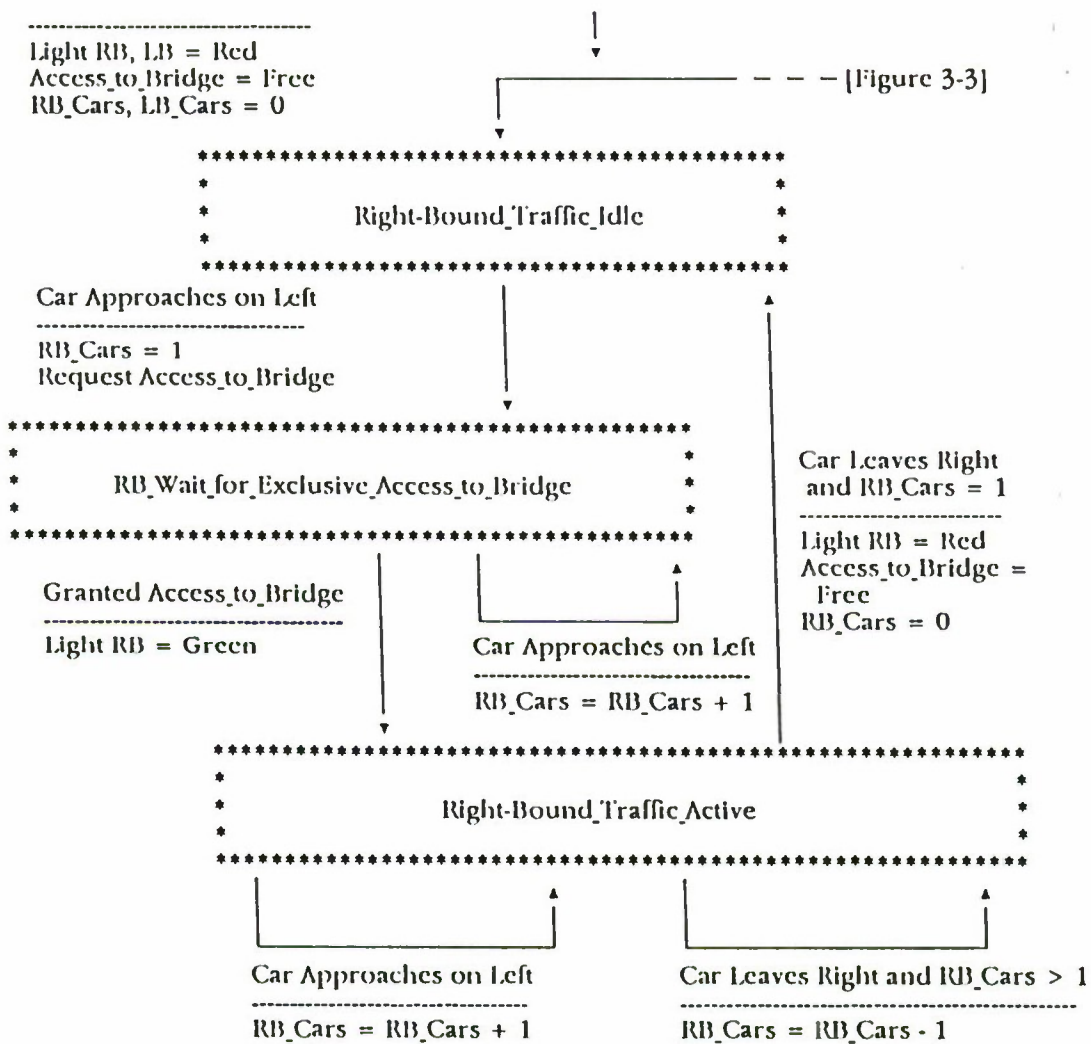 Light RB, LB = Red
Access_to_Bridge = Free
RB_Cars, LB_Cars = 0
[Figure 3-3]
Right-Bound_Traffic_Idle
Car Approaches on Left
RB_Cars = 1
Request Access_to_Bridge
RB_Wait_for_Exclusive_Access_to_Bridge
Car Leaves Right
and RB_Cars = 1
Light RB = Red
Access_to_Bridge =
Free
RB_Cars = 0
Granted Access_to_Bridge
Light RB = Green
Car Approaches on Left
RB_Cars = RB_Cars + 1
Right-Bound_Traffic_Active
Car Approaches on Left
RB_Cars = RB_Cars + 1
Car Leaves Right and RB_Cars > 1
RB_Cars = RB_Cars - 1